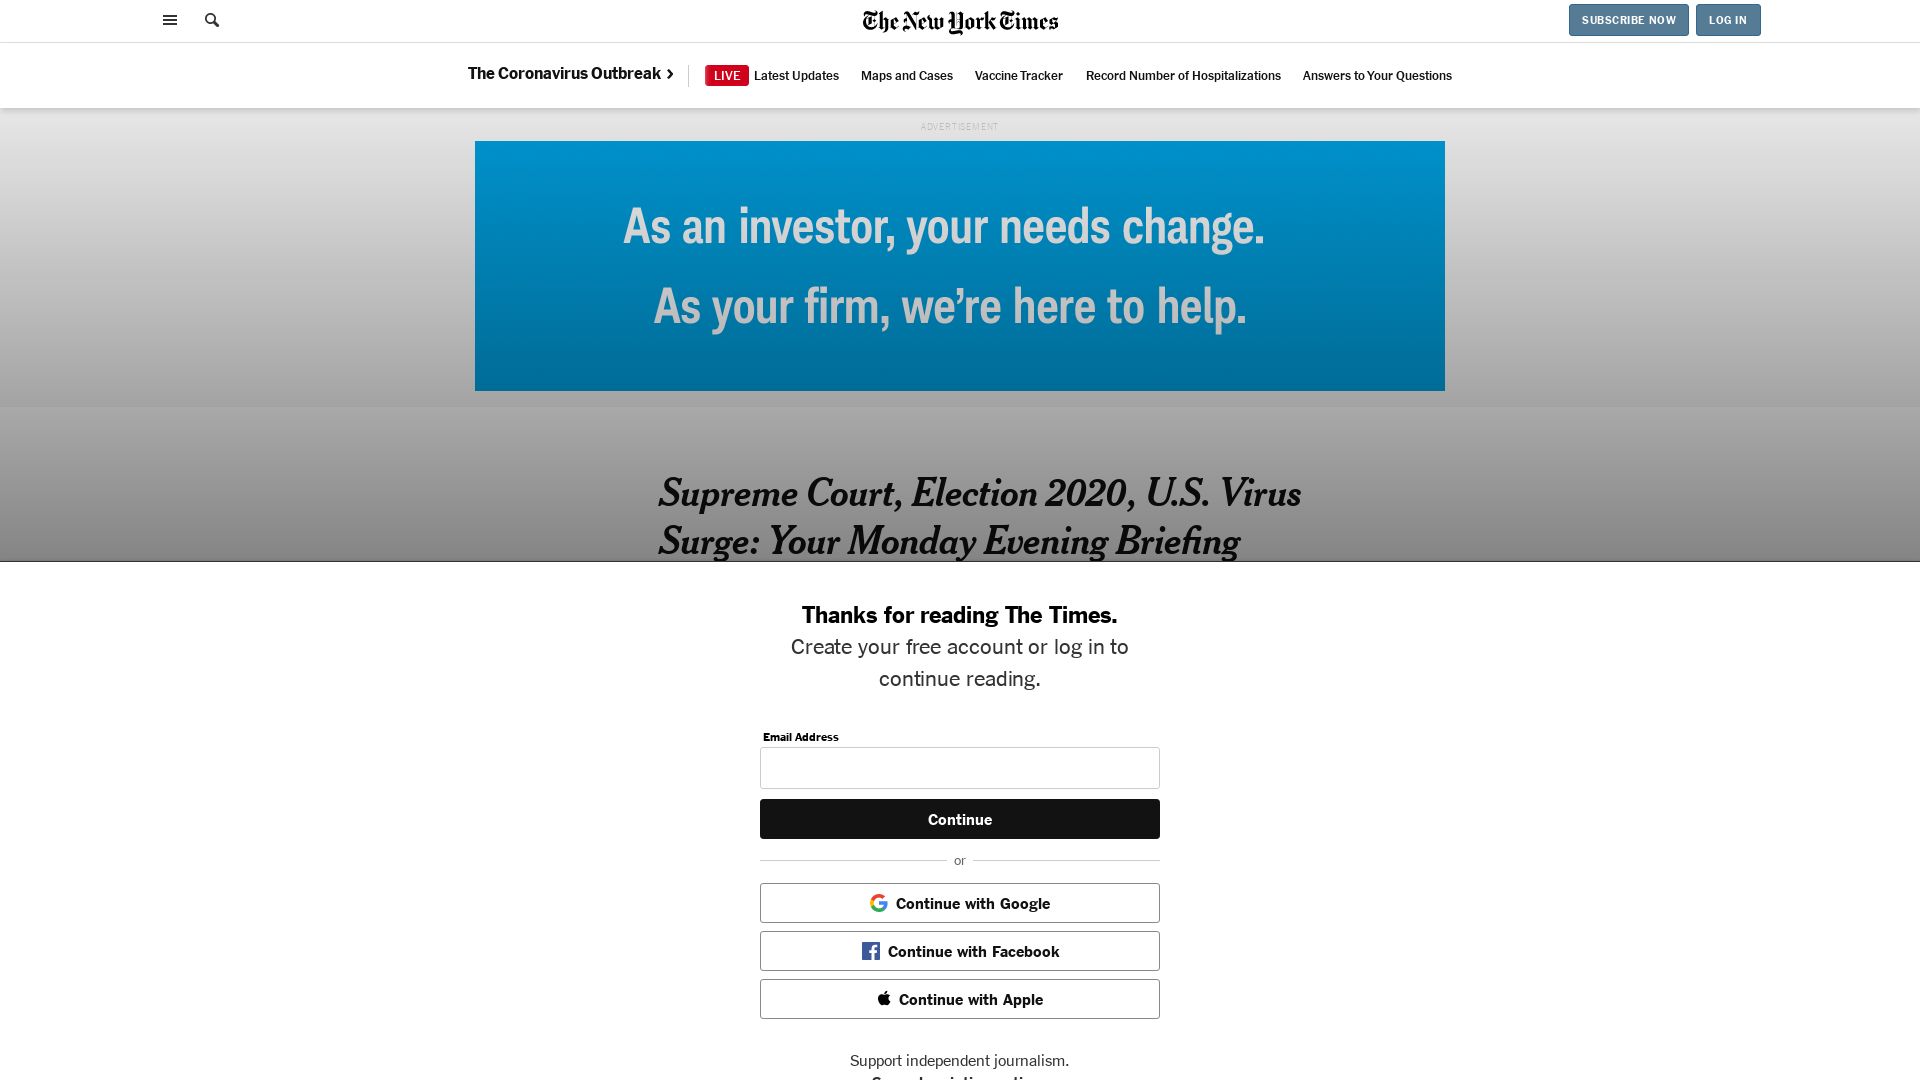 The New York Times
SUBSCRIBE NOW
LOG IN
The Coronavirus Outbreak
LIVE Latest Updates
Maps and Cases
Vaccine Tracker
Record Number of Hospitalizations
Answers to Your Questions
ADVERTISEMENT
As an investor, your needs change.
As your firm, we're here to help.
Supreme Court, Election 2020, U.S. Virus
Surge: Your Monday Evening Briefing
Thanks for reading The Times.
Create your free account or log in to
continue reading.
Email Address
Continue
or
Continue with Google
Continue with Facebook
Continue with Apple
Support independent journalism.